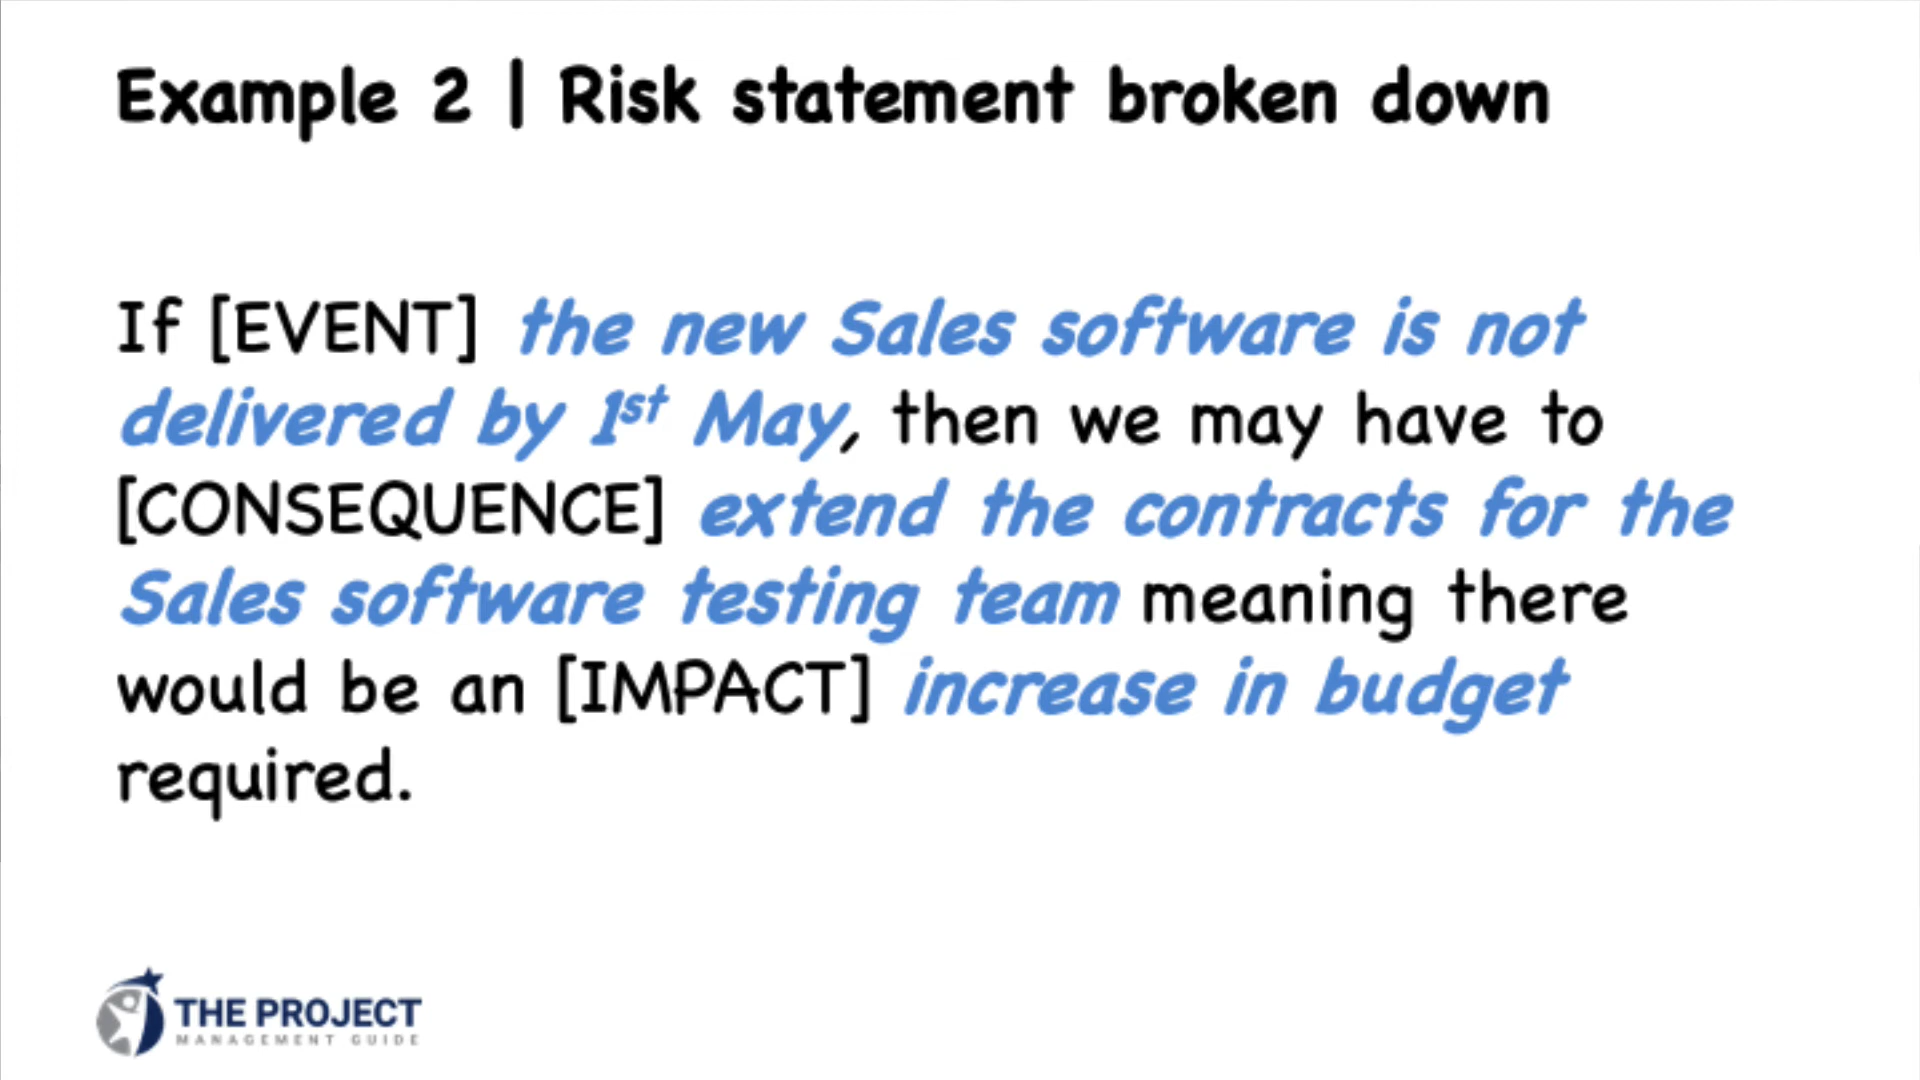 Example 2 | Risk statement broken down
If [EVENT] the new Sales software is not
delivered by 1st May, then we may have to
[CONSEQUENCE] extend the contracts for the
Sales software testing team meaning there
would be an [IMPACT] increase in budget
required.
THE PROJECT
MANAGEMENT GUIDE